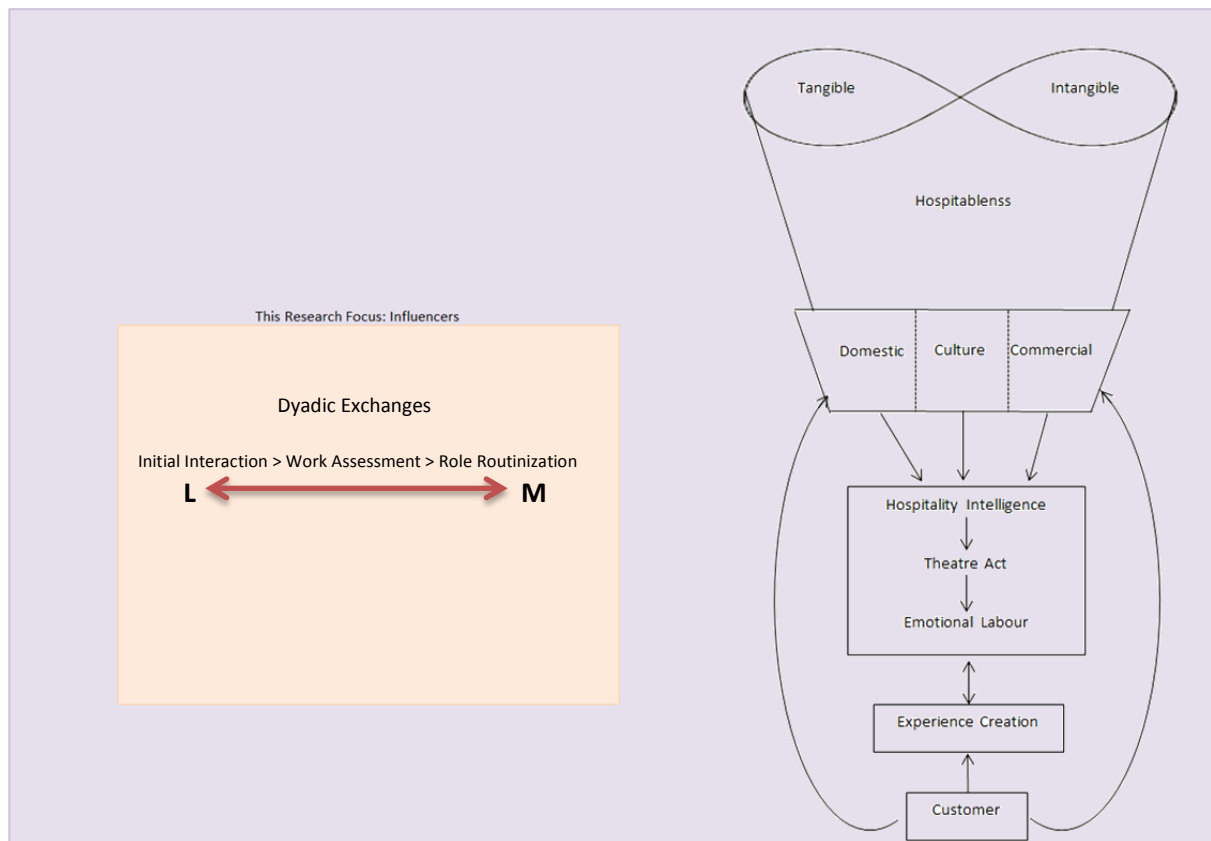 This Research Focus: Influencers
Dyadic Exchanges
Initial Interaction > Work Assessment > Role Routinization
L M
Tangible Intangible
Hospitablenss
Domestic Culture Commercial
Hospitality Intelligence
Theatre Act
Emotional Labour
Experience Creation
Customer